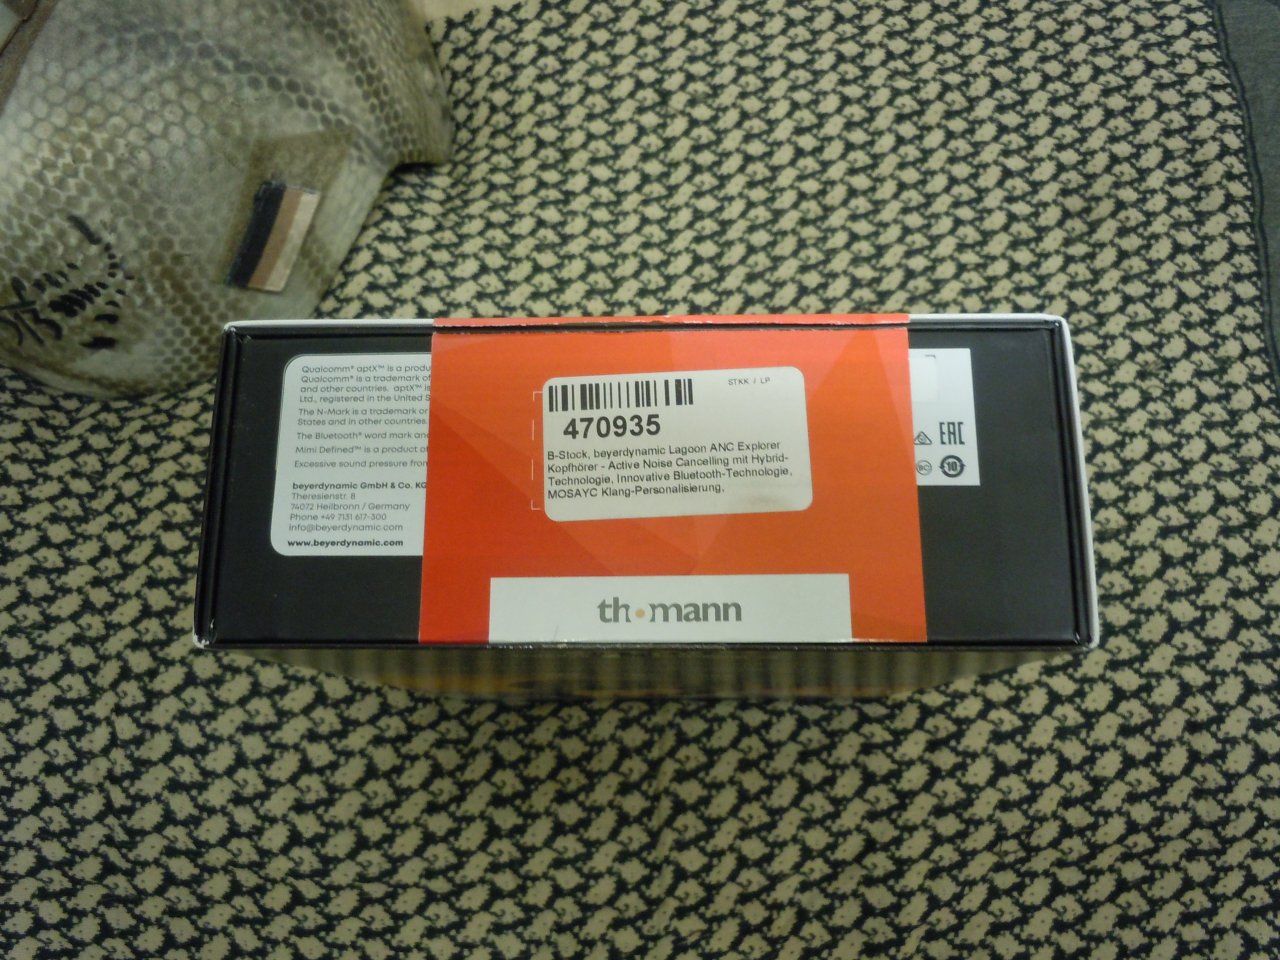 Qualcomm® aptX™ is a produ
Qualcomm® is a trademark of
and other countries. aptX™ is
Ltd., registered in the United S
The N-Mark is a trademark or
States and in other countries.
The Bluetooth® word mark and
Mimi Defined™ is a product of
Excessive sound pressure from
beyerdynamic GmbH & Co. KG
Theresienstr. 8
74072 Heilbronn / Germany
Phone +49 7131 617-300
info@beyerdynamic.com
www.beyerdynamic.com
STKK / LP
470935
B-Stock, beyerdynamic Lagoon ANC Explorer
Kopfhörer - Active Noise Cancelling mit Hybrid-
Technologie, Innovative Bluetooth-Technologie,
MOSAYC Klang-Personalisierung,
th•mann
EAC
BC
10